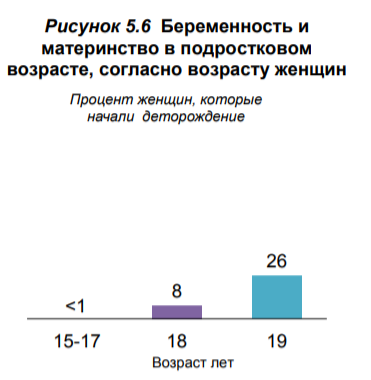 Рисунок 5.6 Беременность и
материнство в подростковом
возрасте, согласно возрасту женщин
Процент женщин, которые
начали деторождение
<1
8
26
15-17
18
19
Возраст лет